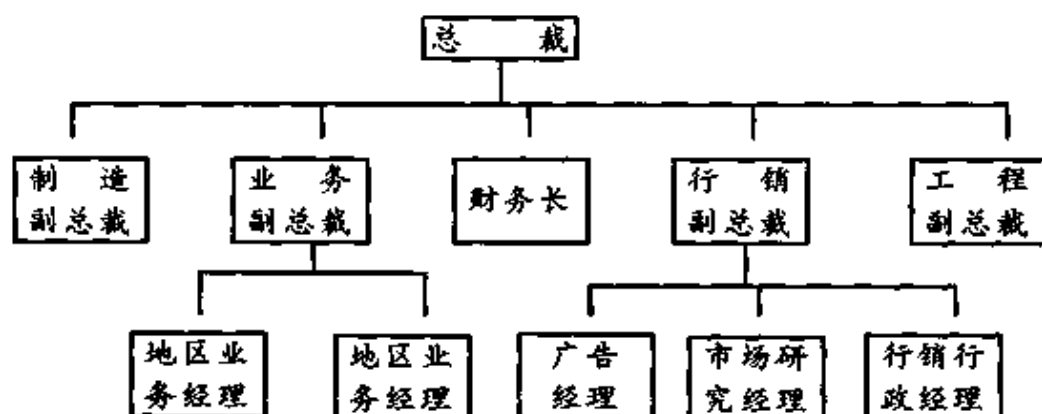 总裁
制造
副总裁
业务
副总裁
财务长
行销
副总裁
工程
副总裁
地区业
务经理
地区业
务经理
广告
经理
市场研
究经理
行销行
政经理